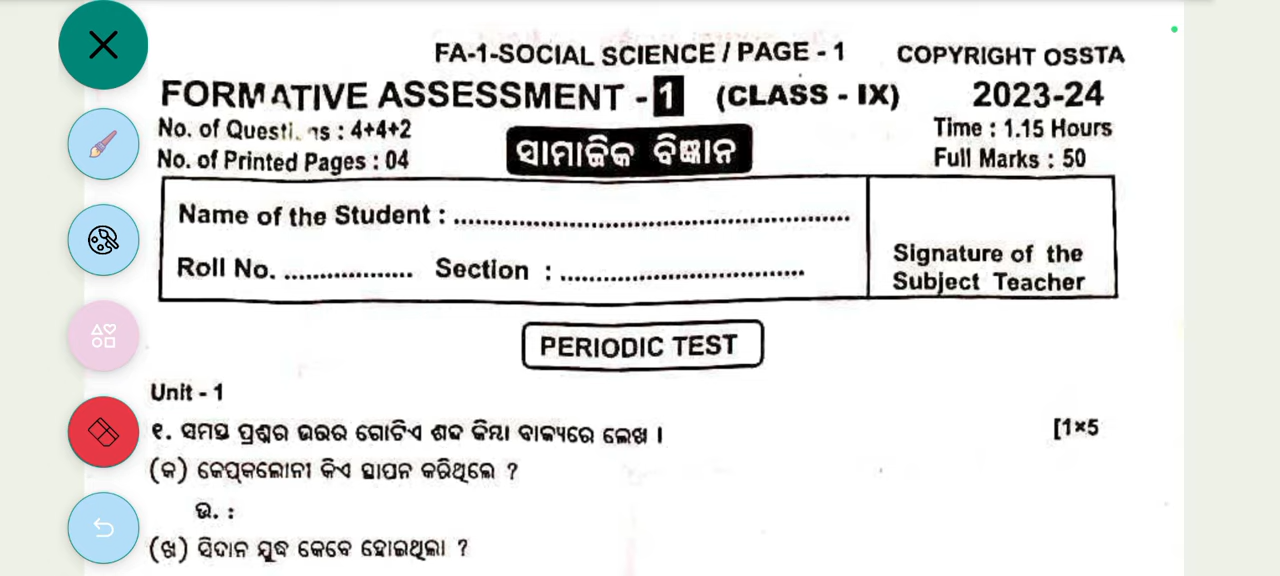 FA-1-SOCIAL SCIENCE / PAGE - 1 COPYRIGHT OSSTA
FORMATIVE ASSESSMENT - 1 (CLASS - IX) 2023-24
No. of Questi. ns : 4+4+2 ସାମାଜିକ ବିଜ୍ଞାନ Time : 1.15 Hours
No. of Printed Pages : 04 Full Marks : 50
Name of the Student : ......................................................
Roll No. .................. Section : .................................
Signature of the
Subject Teacher
PERIODIC TEST
Unit - 1
୧. ସମସ୍ତ ପ୍ରଶ୍ନର ଉତ୍ତର ଗୋଟିଏ ଶବ୍ଦ କିମ୍ବା ବାକ୍ୟରେ ଲେଖ । [1×5
(କ) କେପ୍‌କଲୋନୀ କିଏ ସ୍ଥାପନ କରିଥିଲେ ?
ଉ. :
(ଖ) ସିଦାନ ଯୁଦ୍ଧ କେବେ ହୋଇଥିଲା ?